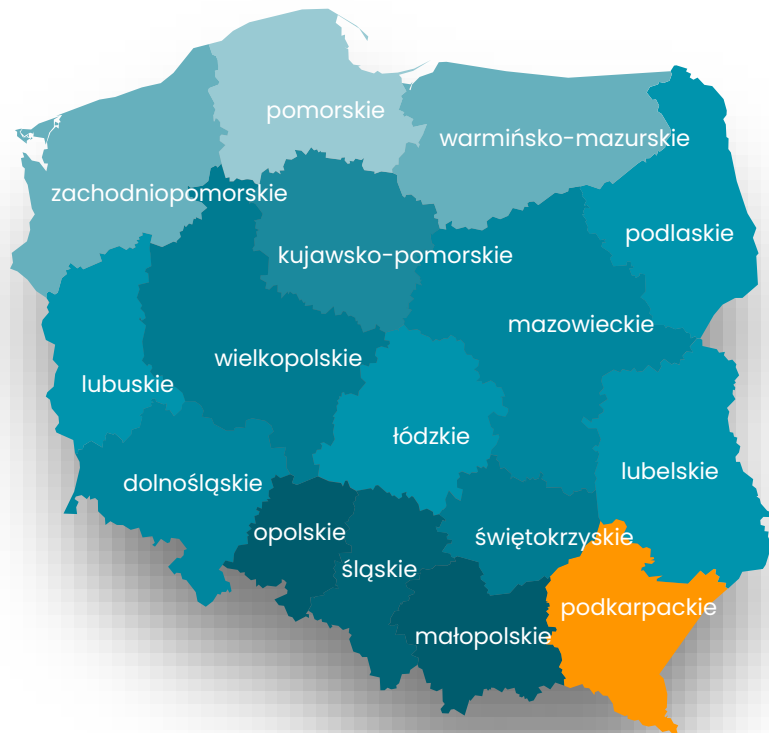 pomorskie
warmińsko-mazurskie
zachodniopomorskie
podlaskie
kujawsko-pomorskie
mazowieckie
wielkopolskie
lubuskie
łódzkie
lubelskie
dolnośląskie
opolskie
świętokrzyskie
śląskie
podkarpackie
małopolskie